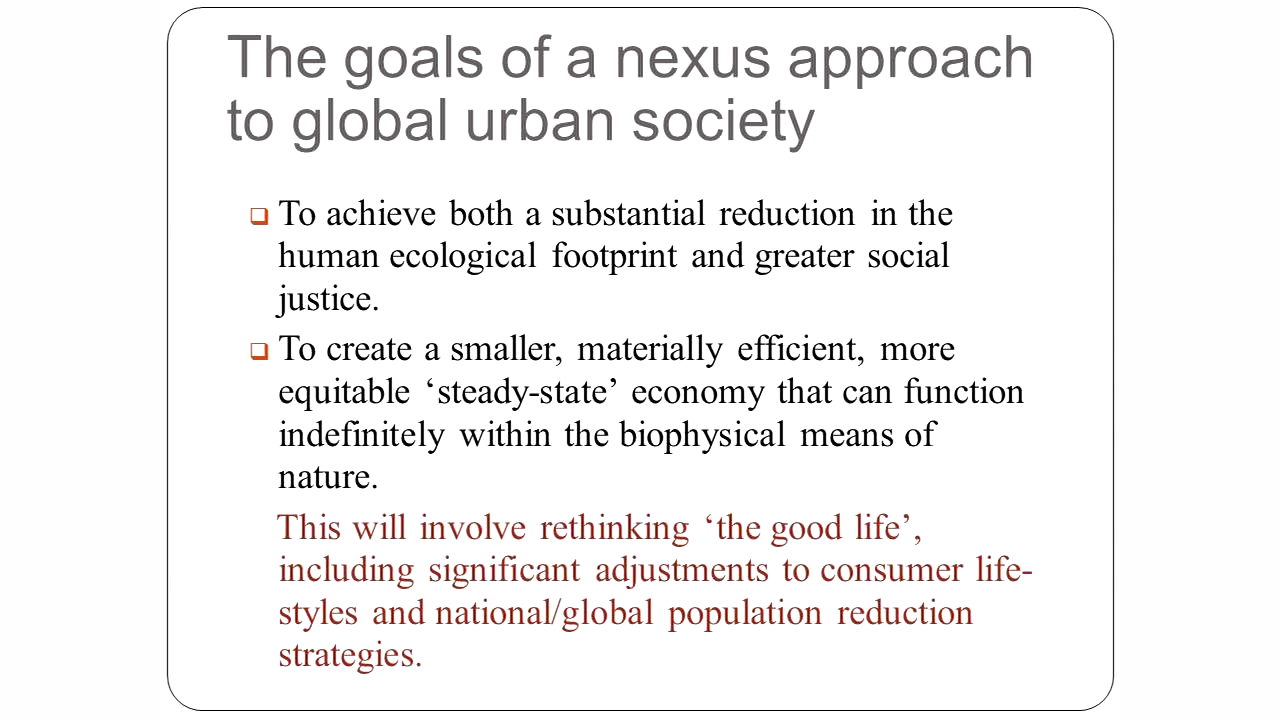 The goals of a nexus approach
to global urban society
To achieve both a substantial reduction in the
human ecological footprint and greater social
justice.
To create a smaller, materially efficient, more
equitable ‘steady-state’ economy that can function
indefinitely within the biophysical means of
nature.
This will involve rethinking ‘the good life’,
including significant adjustments to consumer life-
styles and national/global population reduction
strategies.